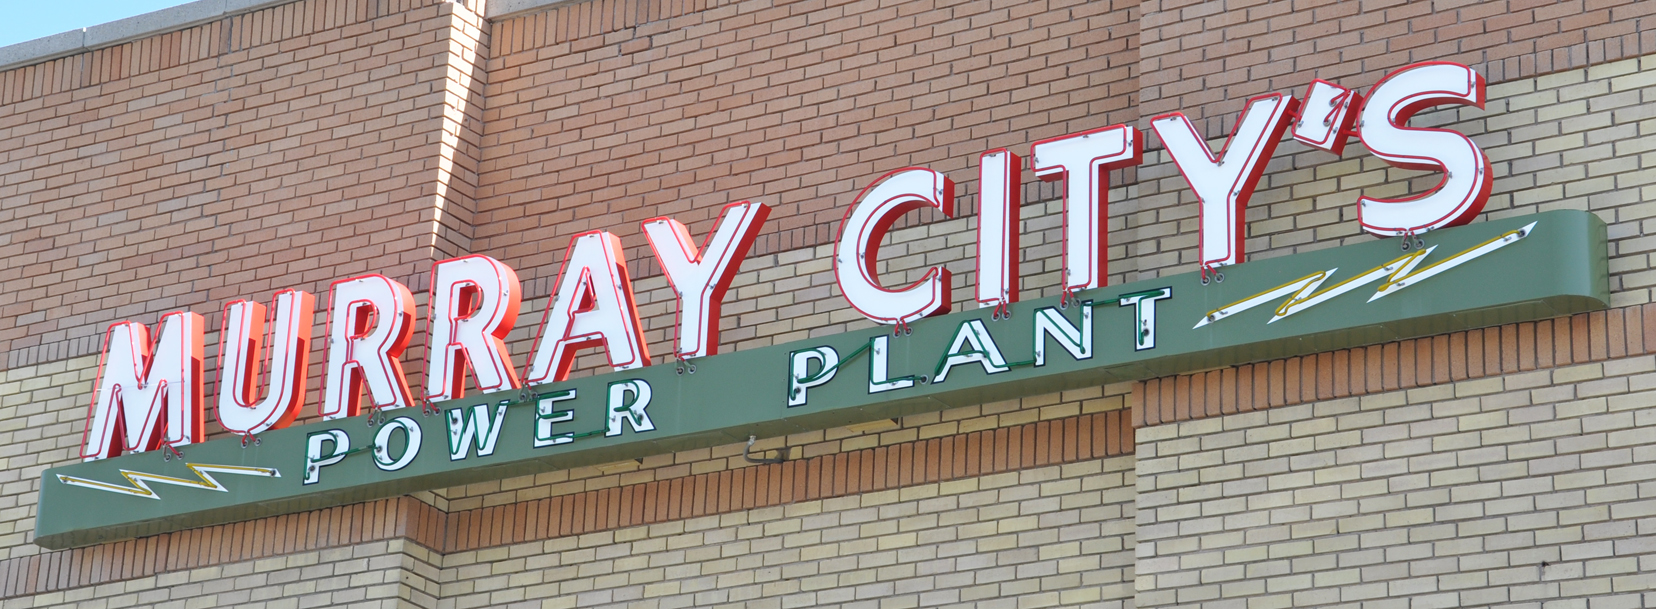 MURRAY CITY'S
POWER PLANT